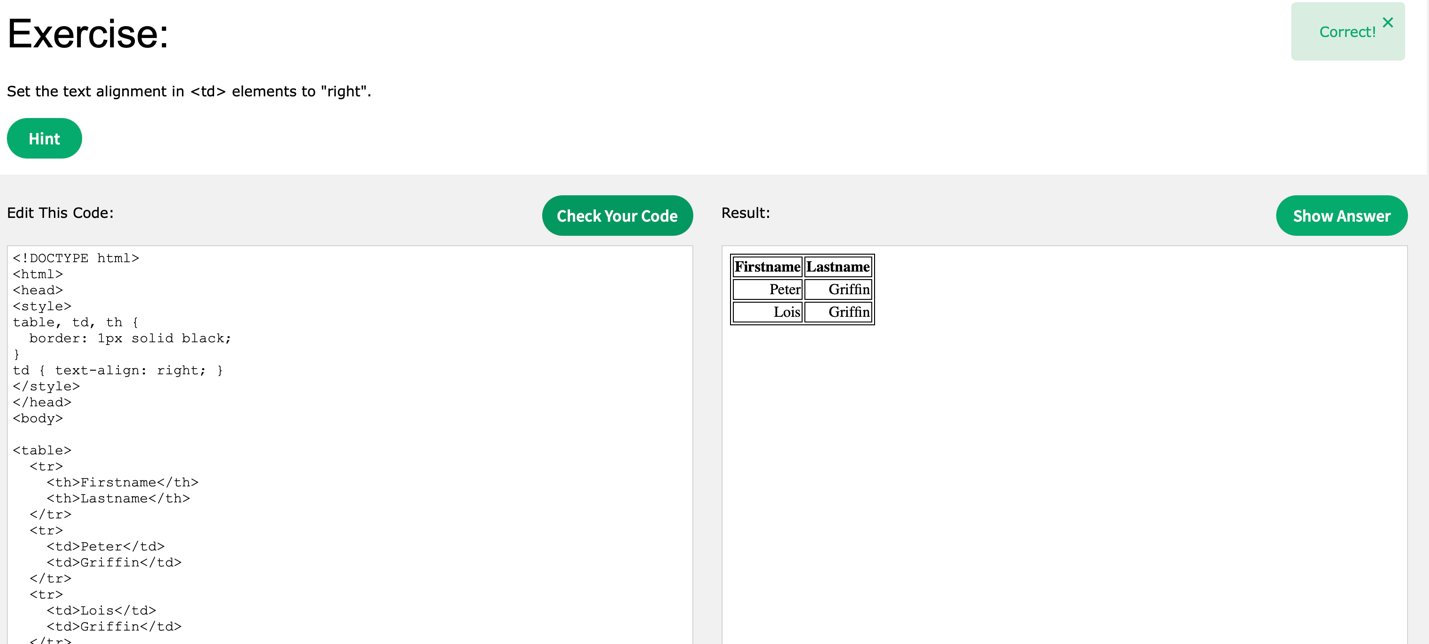 Exercise:
Correct!
×
Set the text alignment in <td> elements to "right".
Hint
Edit This Code:
Check Your Code
<!DOCTYPE html>
<html>
<head>
<style>
table, td, th {
  border: 1px solid black;
}
td { text-align: right; }
</style>
</head>
<body>

<table>
  <tr>
    <th>Firstname</th>
    <th>Lastname</th>
  </tr>
  <tr>
    <td>Peter</td>
    <td>Griffin</td>
  </tr>
  <tr>
    <td>Lois</td>
    <td>Griffin</td>
  </tr>
Result:
Show Answer
Firstname Lastname
Peter Griffin
Lois Griffin